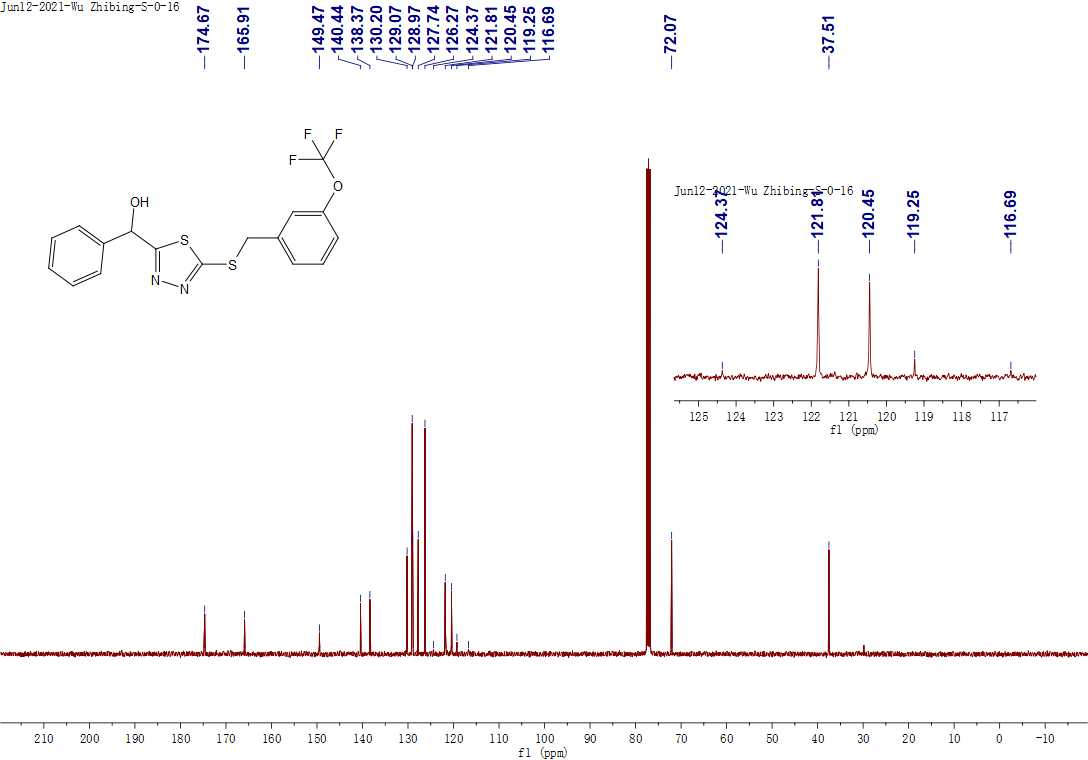 Jun12-2021-Wu Zhibing-S-O-16
174.67
165.91
149.47
140.44
138.37
130.20
129.07
128.97
127.74
126.27
124.37
121.81
120.45
119.25
116.69
72.07
37.51
F F
F
O
OH
S
S
N
N
Jun12-2021-Wu Zhibing-S-O-16
124.37
121.81
120.45
119.25
116.69
125 124 123 122 121 120 119 118 117
f1 (ppm)
210 200 190 180 170 160 150 140 130 120 110 100 90 80 70 60 50 40 30 20 10 0 -10
f1 (ppm)